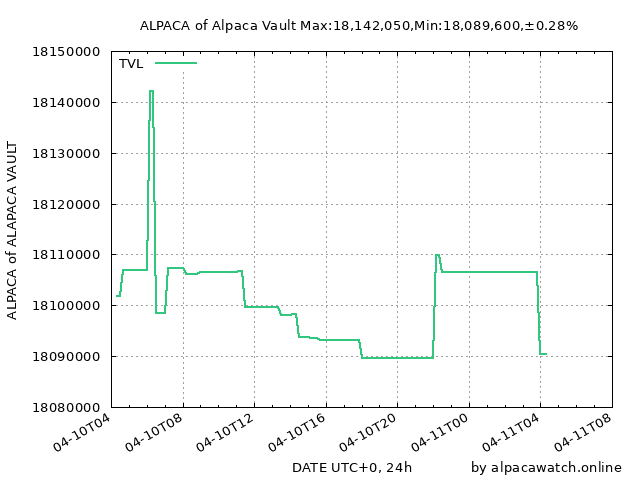 ALPACA of Alpaca Vault Max:18,142,050,Min:18,089,600,±0.28%
18150000
TVL
18140000
18130000
18120000
18110000
18100000
18090000
18080000
ALPACA of ALAPACA VAULT
04-10T04
04-10T08
04-10T12
04-10T16
04-10T20
04-11T00
04-11T04
04-11T08
DATE UTC+0, 24h
by alpacawatch.online